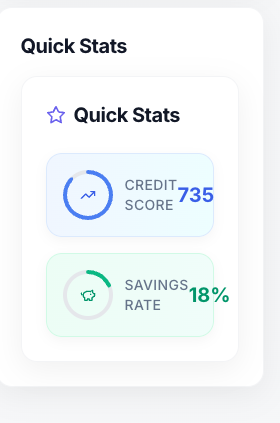 Quick Stats
Quick Stats
CREDIT
SCORE
735
SAVINGS
RATE
18%